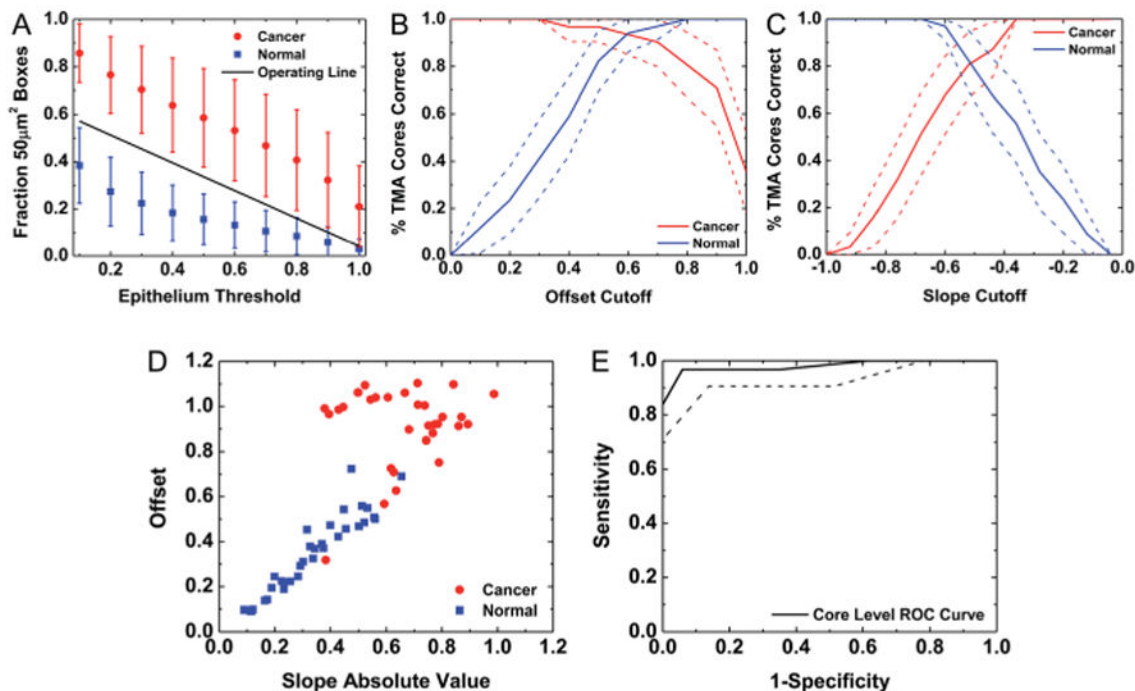 A
Cancer
Normal
Operating Line
Fraction 50μm² Boxes
1.0
0.8
0.6
0.4
0.2
0.0
0.2 0.4 0.6 0.8 1.0
Epithelium Threshold
B
% TMA Cores Correct
1.0
0.8
0.6
0.4
0.2
0.0
Cancer
Normal
0.0 0.2 0.4 0.6 0.8 1.0
Offset Cutoff
C
% TMA Cores Correct
1.0
0.8
0.6
0.4
0.2
0.0
Cancer
Normal
-1.0 -0.8 -0.6 -0.4 -0.2 0.0
Slope Cutoff
D
Offset
1.2
1.0
0.8
0.6
0.4
0.2
0.0
Cancer
Normal
0.0 0.2 0.4 0.6 0.8 1.0 1.2
Slope Absolute Value
E
Sensitivity
1.0
0.8
0.6
0.4
0.2
0.0
Core Level ROC Curve
0.0 0.2 0.4 0.6 0.8 1.0
1-Specificity